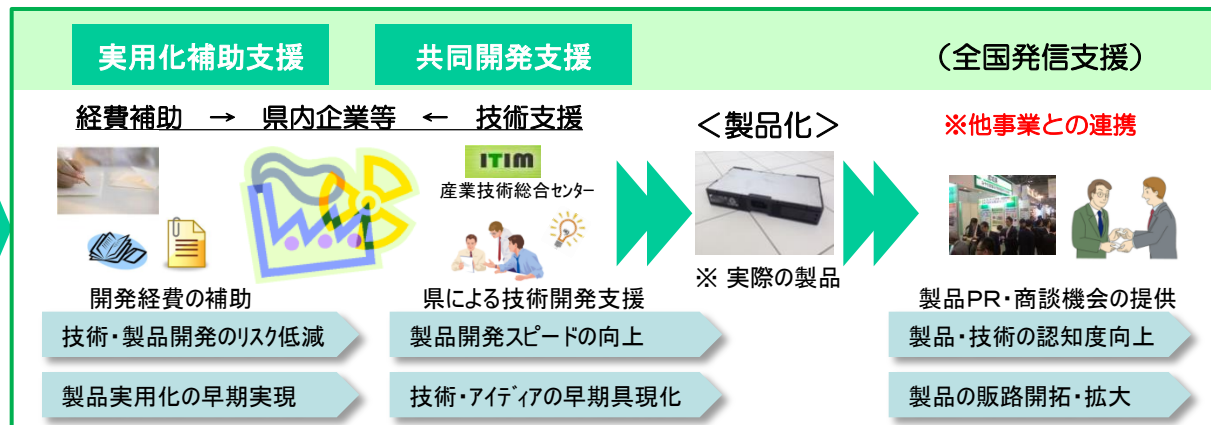 実用化補助支援
共同開発支援
（全国発信支援）
経費補助 → 県内企業等 ← 技術支援
＜製品化＞
※他事業との連携
ITIM
産業技術総合センター
※ 実際の製品
開発経費の補助
県による技術開発支援
製品PR・商談機会の提供
技術・製品開発のリスク低減
製品開発スピードの向上
製品・技術の認知度向上
製品実用化の早期実現
技術・アイディアの早期具現化
製品の販路開拓・拡大